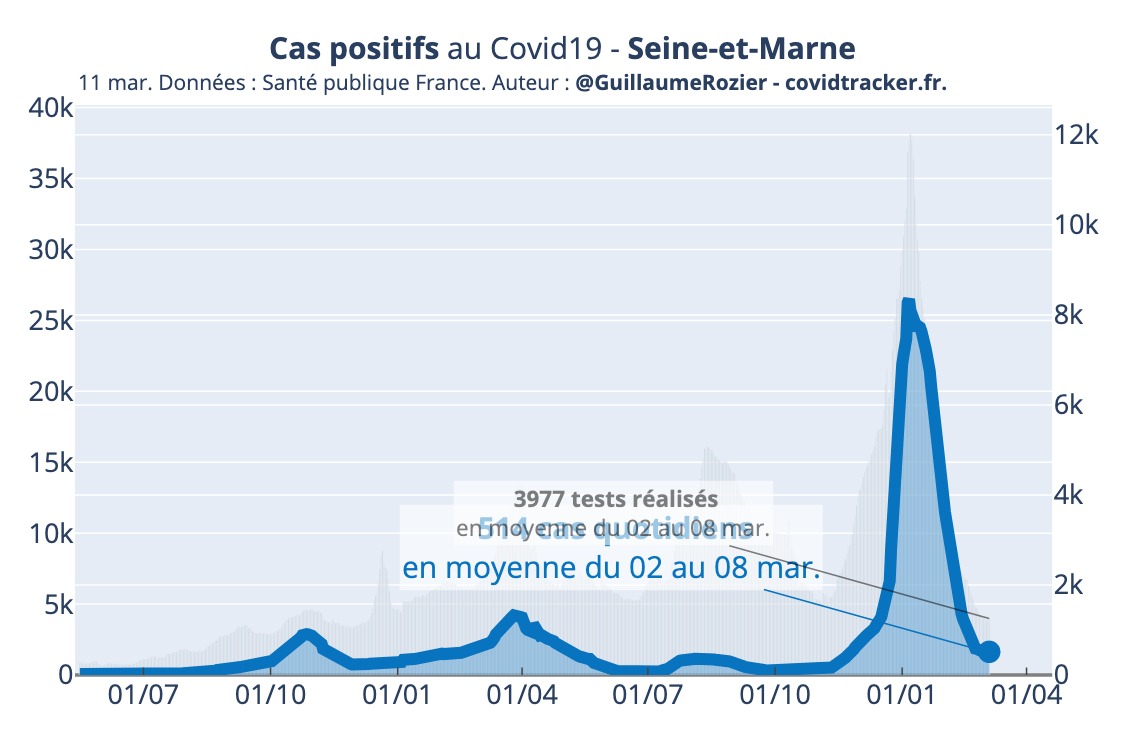 Cas positifs au Covid19 - Seine-et-Marne
11 mar. Données : Santé publique France. Auteur : @GuillaumeRozier - covidtracker.fr.
40k
35k
30k
25k
20k
15k
10k
5k
0
12k
10k
8k
6k
4k
2k
0
3977 tests réalisés
en moyenne du 02 au 08 mar.
514 cas quotidiens
en moyenne du 02 au 08 mar.
01/07
01/10
01/01
01/04
01/07
01/10
01/01
01/04